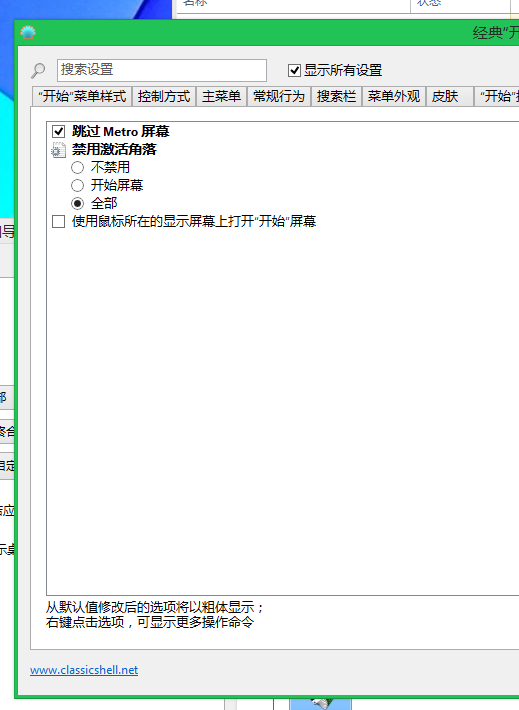 名称
状态
经典“开
搜索设置
显示所有设置
“开始”菜单样式
控制方式
主菜单
常规行为
搜索栏
菜单外观
皮肤
“开始”
跳过 Metro 屏幕
禁用激活角落
不禁用
开始屏幕
全部
使用鼠标所在的显示屏幕上打开“开始”屏幕
从默认值修改后的选项将以粗体显示；
右键点击选项，可显示更多操作命令
www.classicshell.net